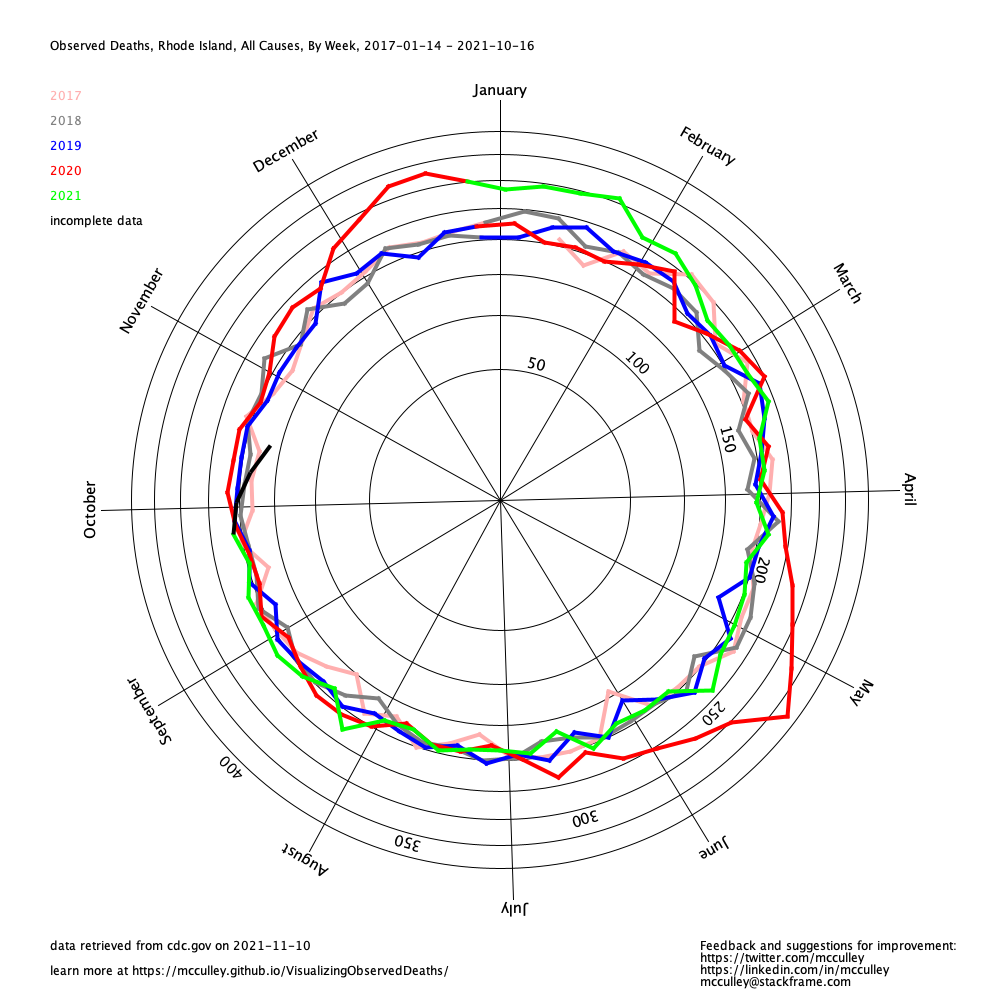 Observed Deaths, Rhode Island, All Causes, By Week, 2017-01-14 - 2021-10-16
January
2017
2018
2019
2020
2021
incomplete data
December
February
November
March
50
100
150
October
April
200
September
May
250
400
300
350
August
June
July
data retrieved from cdc.gov on 2021-11-10
learn more at https://mcculley.github.io/VisualizingObservedDeaths/
Feedback and suggestions for improvement:
https://twitter.com/mcculley
https://linkedin.com/in/mcculley
mcculley@stackframe.com